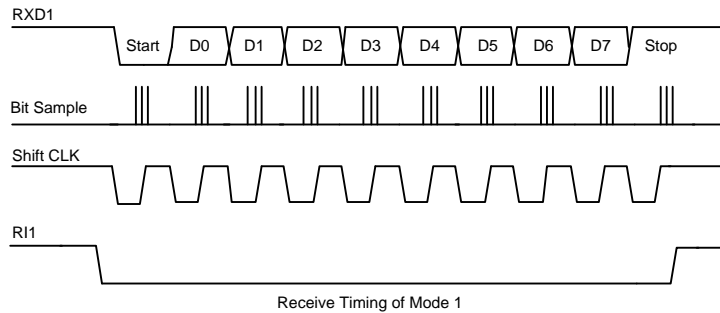 RXD1
Start D0 D1 D2 D3 D4 D5 D6 D7 Stop
Bit Sample
Shift CLK
RI1
Receive Timing of Mode 1